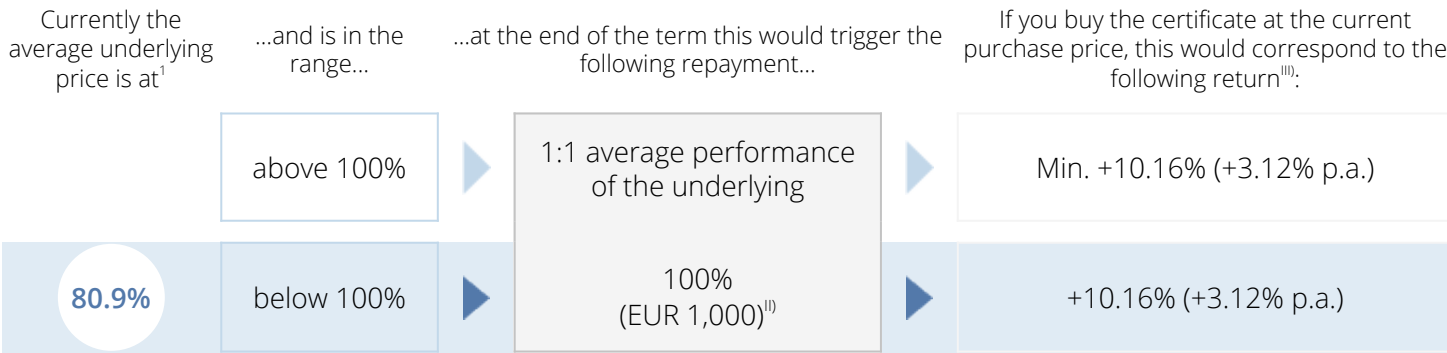 Currently the
average underlying
price is at¹
...and is in the
range...
...at the end of the term this would trigger the
following repayment...
If you buy the certificate at the current
purchase price, this would correspond to the
following returnIII):
above 100%
1:1 average performance
of the underlying
Min. +10.16% (+3.12% p.a.)
80.9%
below 100%
100%
(EUR 1,000)II)
+10.16% (+3.12% p.a.)